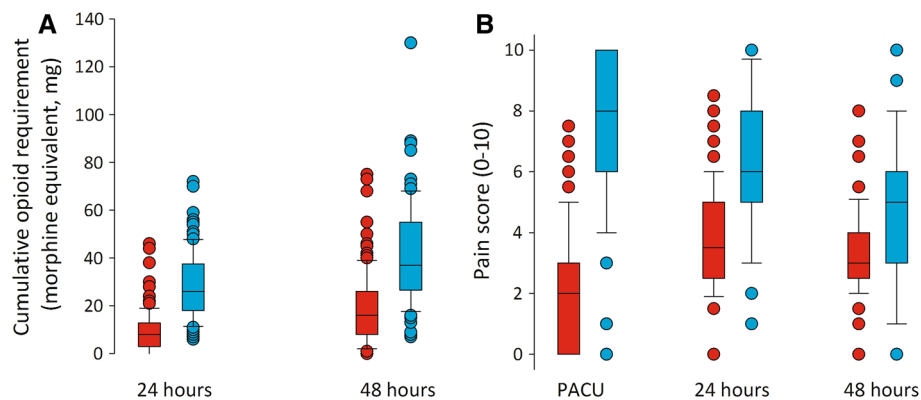 A
Cumulative opioid requirement
(morphine equivalent, mg)
140
120
100
80
60
40
20
0
24 hours
48 hours
B
Pain score (0-10)
10
8
6
4
2
0
PACU
24 hours
48 hours